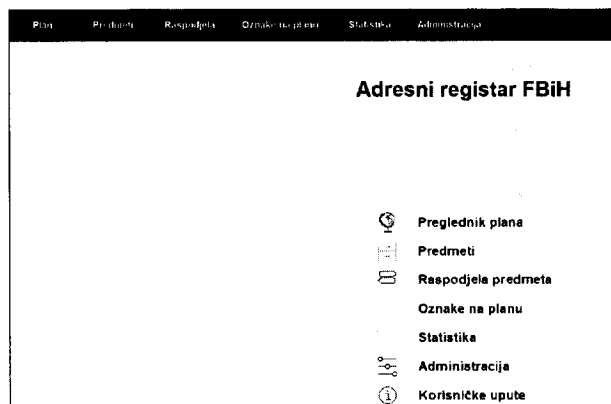 Plan Predmeti Raspodjela Oznake na planu Statistika Administracija
Adresni registar FBiH
Preglednik plana
Predmeti
Raspodjela predmeta
Oznake na planu
Statistika
Administracija
Korisničke upute